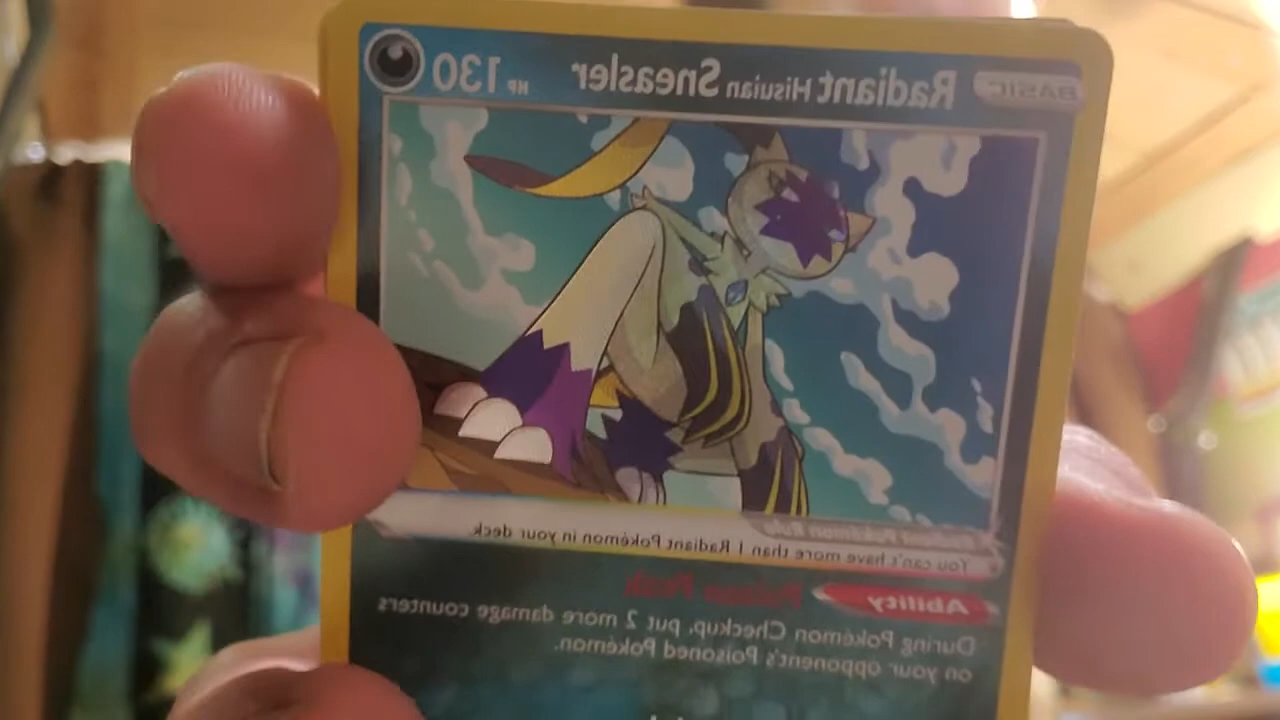 BASIC Radiant Hisuian Sneasler HP 130
Radiant Pokémon Rule
You can't have more than 1 Radiant Pokémon in your deck.
Ability Poison Peak
During Pokémon Checkup, put 2 more damage counters
on your opponent's Poisoned Pokémon.